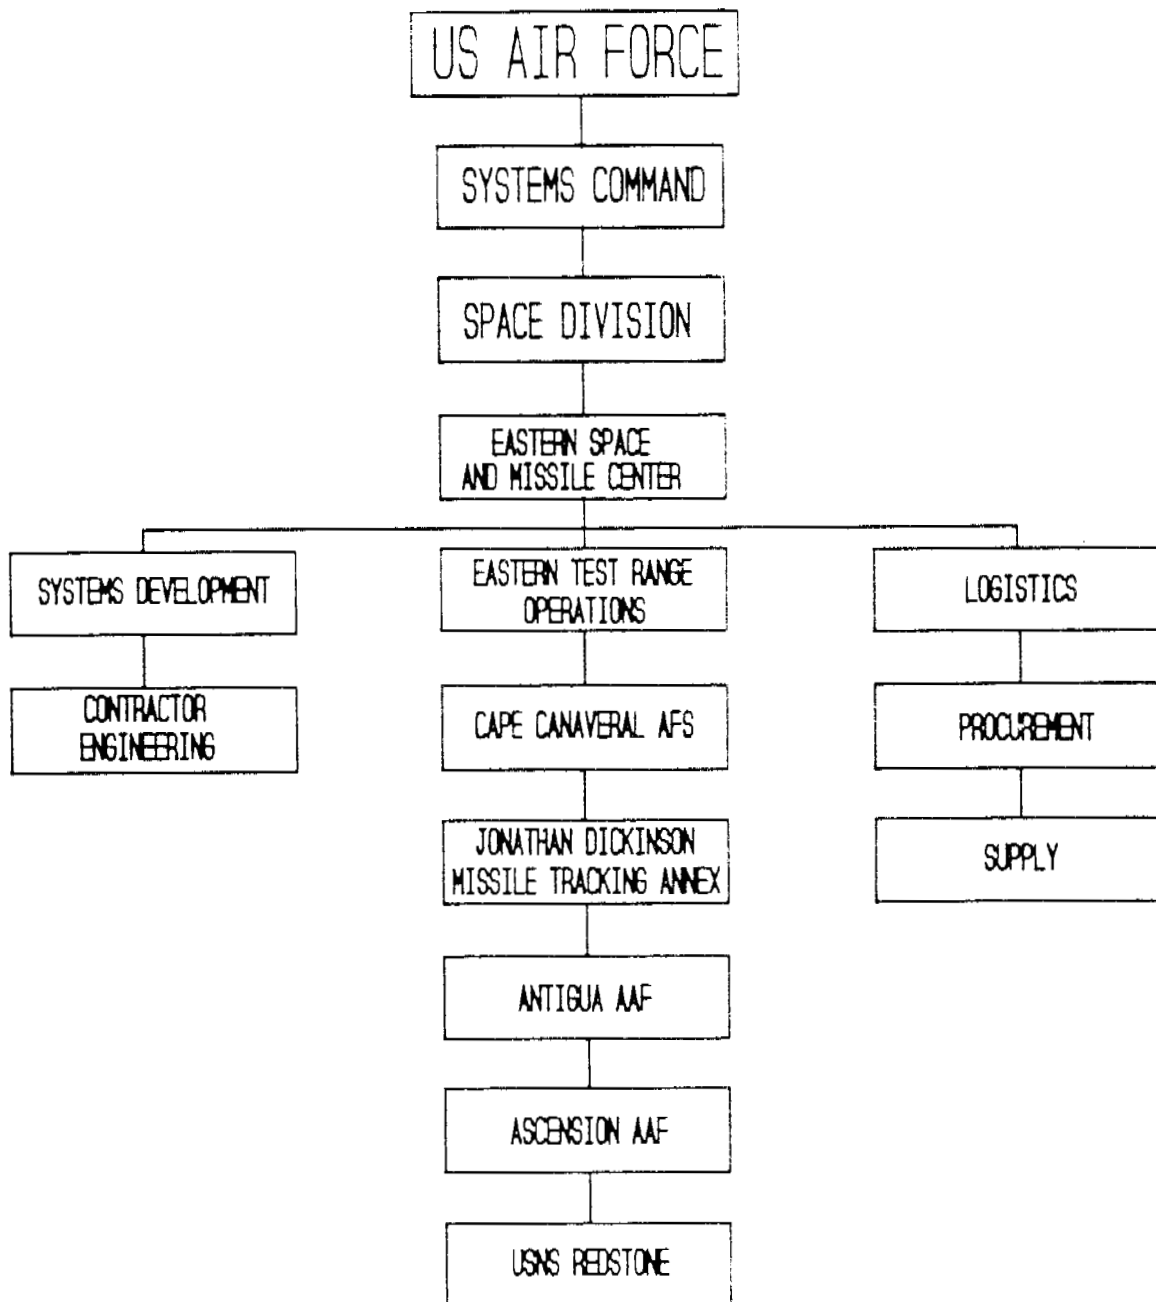 US AIR FORCE
SYSTEMS COMMAND
SPACE DIVISION
EASTERN SPACE
AND MISSILE CENTER
SYSTEMS DEVELOPMENT
EASTERN TEST RANGE
OPERATIONS
LOGISTICS
CONTRACTOR
ENGINEERING
CAPE CANAVERAL AFS
PROCUREMENT
JONATHAN DICKINSON
MISSILE TRACKING ANNEX
SUPPLY
ANTIGUA AAF
ASCENSION AAF
USNS REDSTONE